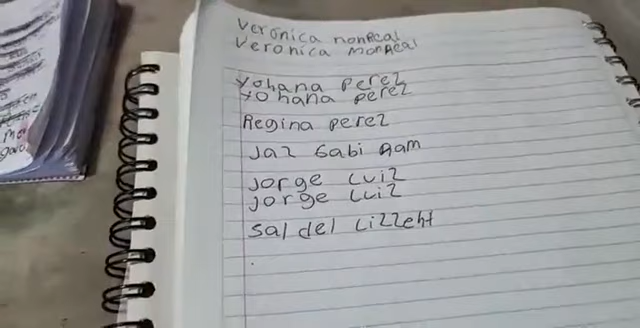 Veronica monReal
Veronica MonReal
Yohana Perez
Yohana perez
Regina perez
Jaz Gabi Ram
Jorge Luiz
Jorge Luiz
Sal del Lizzeht